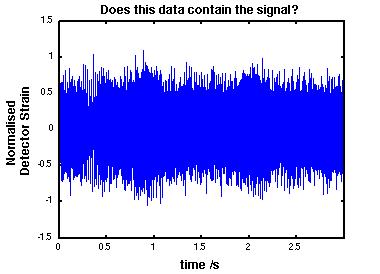 Does this data contain the signal?
1.5
1
0.5
0
-0.5
-1
-1.5
Normalised
Detector Strain
0 0.5 1 1.5 2 2.5
time /s